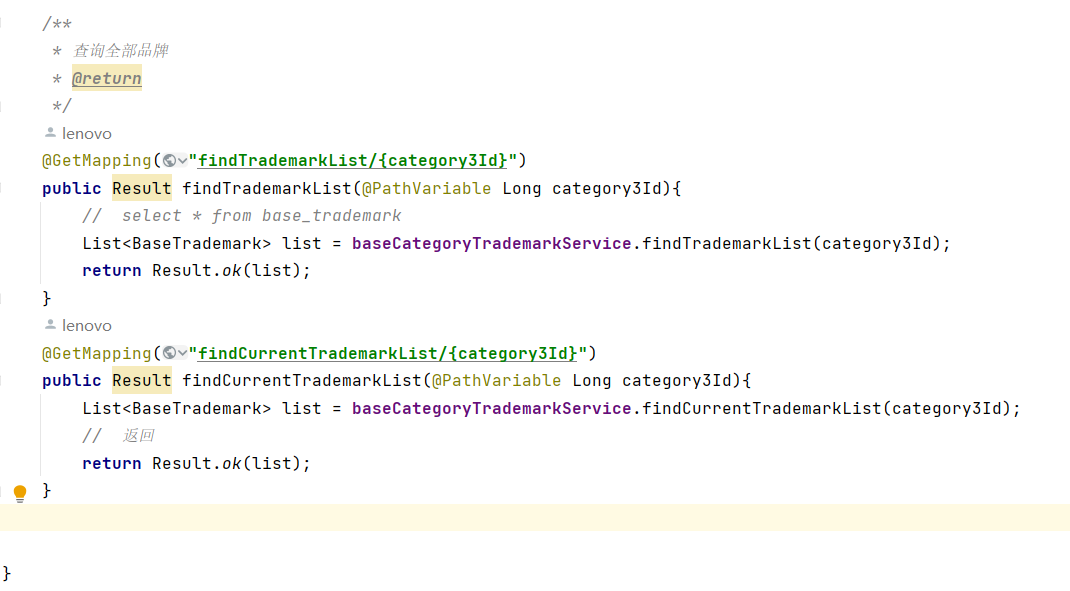 /**
* 查询全部品牌
* @return
*/
lenovo
@GetMapping("findTrademarkList/{category3Id}")
public Result findTrademarkList(@PathVariable Long category3Id){
//  select * from base_trademark
List<BaseTrademark> list = baseCategoryTrademarkService.findTrademarkList(category3Id);
return Result.ok(list);
}
lenovo
@GetMapping("findCurrentTrademarkList/{category3Id}")
public Result findCurrentTrademarkList(@PathVariable Long category3Id){
List<BaseTrademark> list = baseCategoryTrademarkService.findCurrentTrademarkList(category3Id);
//  返回
return Result.ok(list);
}
}